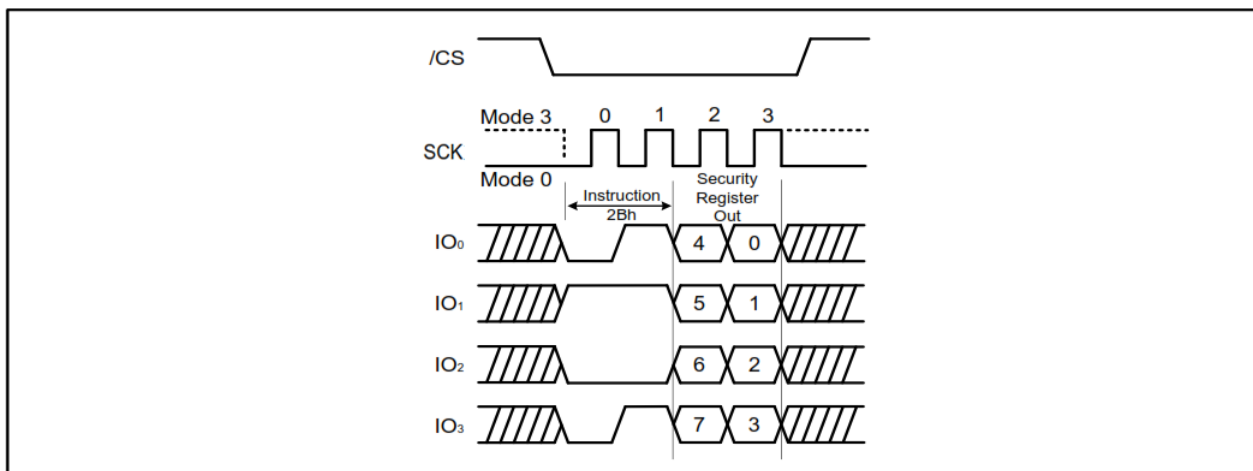 /CS
Mode 3 0 1 2 3
SCK
Mode 0
Instruction
2Bh
Security
Register
Out
IO₀ 4 0
IO₁ 5 1
IO₂ 6 2
IO₃ 7 3